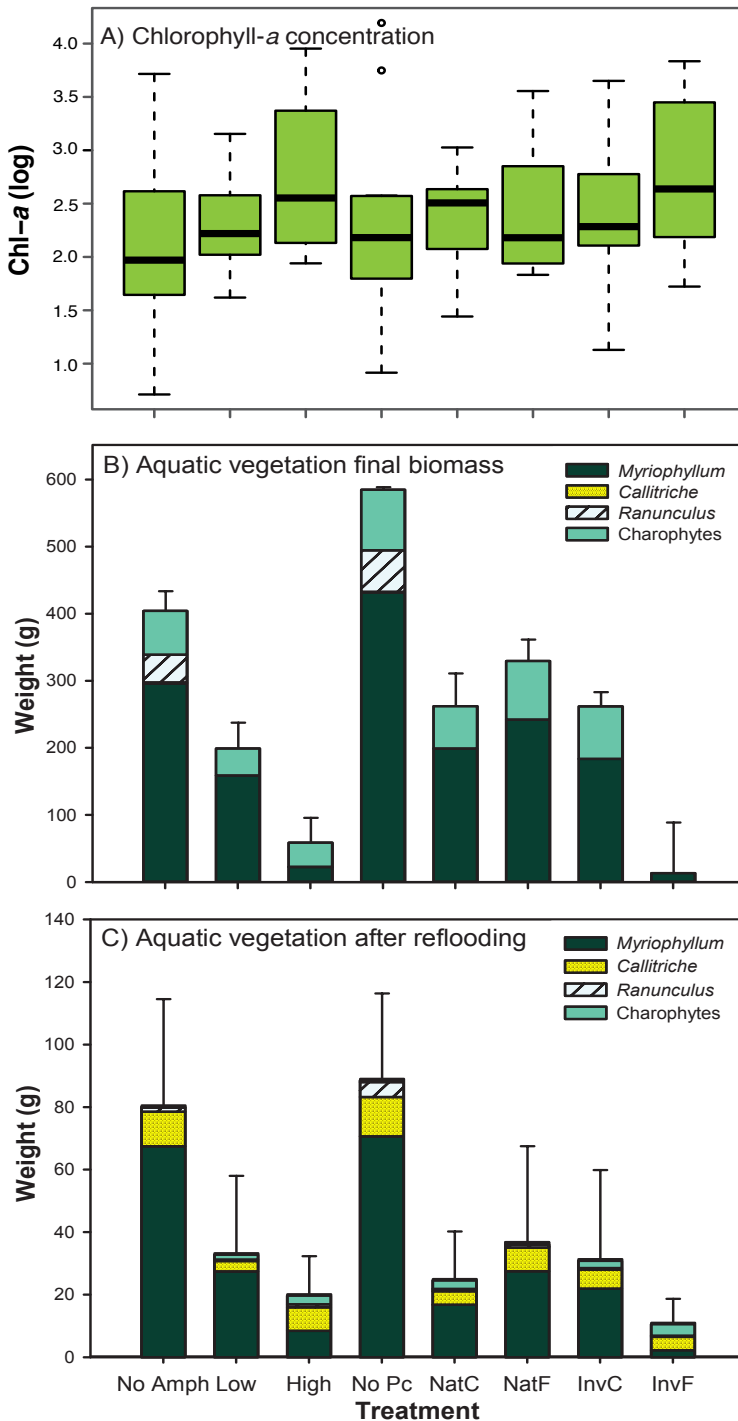 A) Chlorophyll-a concentration
Chl–a (log)
4.0
3.5
3.0
2.5
2.0
1.5
1.0
B) Aquatic vegetation final biomass
Myriophyllum
Callitriche
Ranunculus
Charophytes
Weight (g)
600
500
400
300
200
100
0
C) Aquatic vegetation after reflooding
Myriophyllum
Callitriche
Ranunculus
Charophytes
Weight (g)
140
120
100
80
60
40
20
0
No Amph Low High No Pc NatC NatF InvC InvF
Treatment